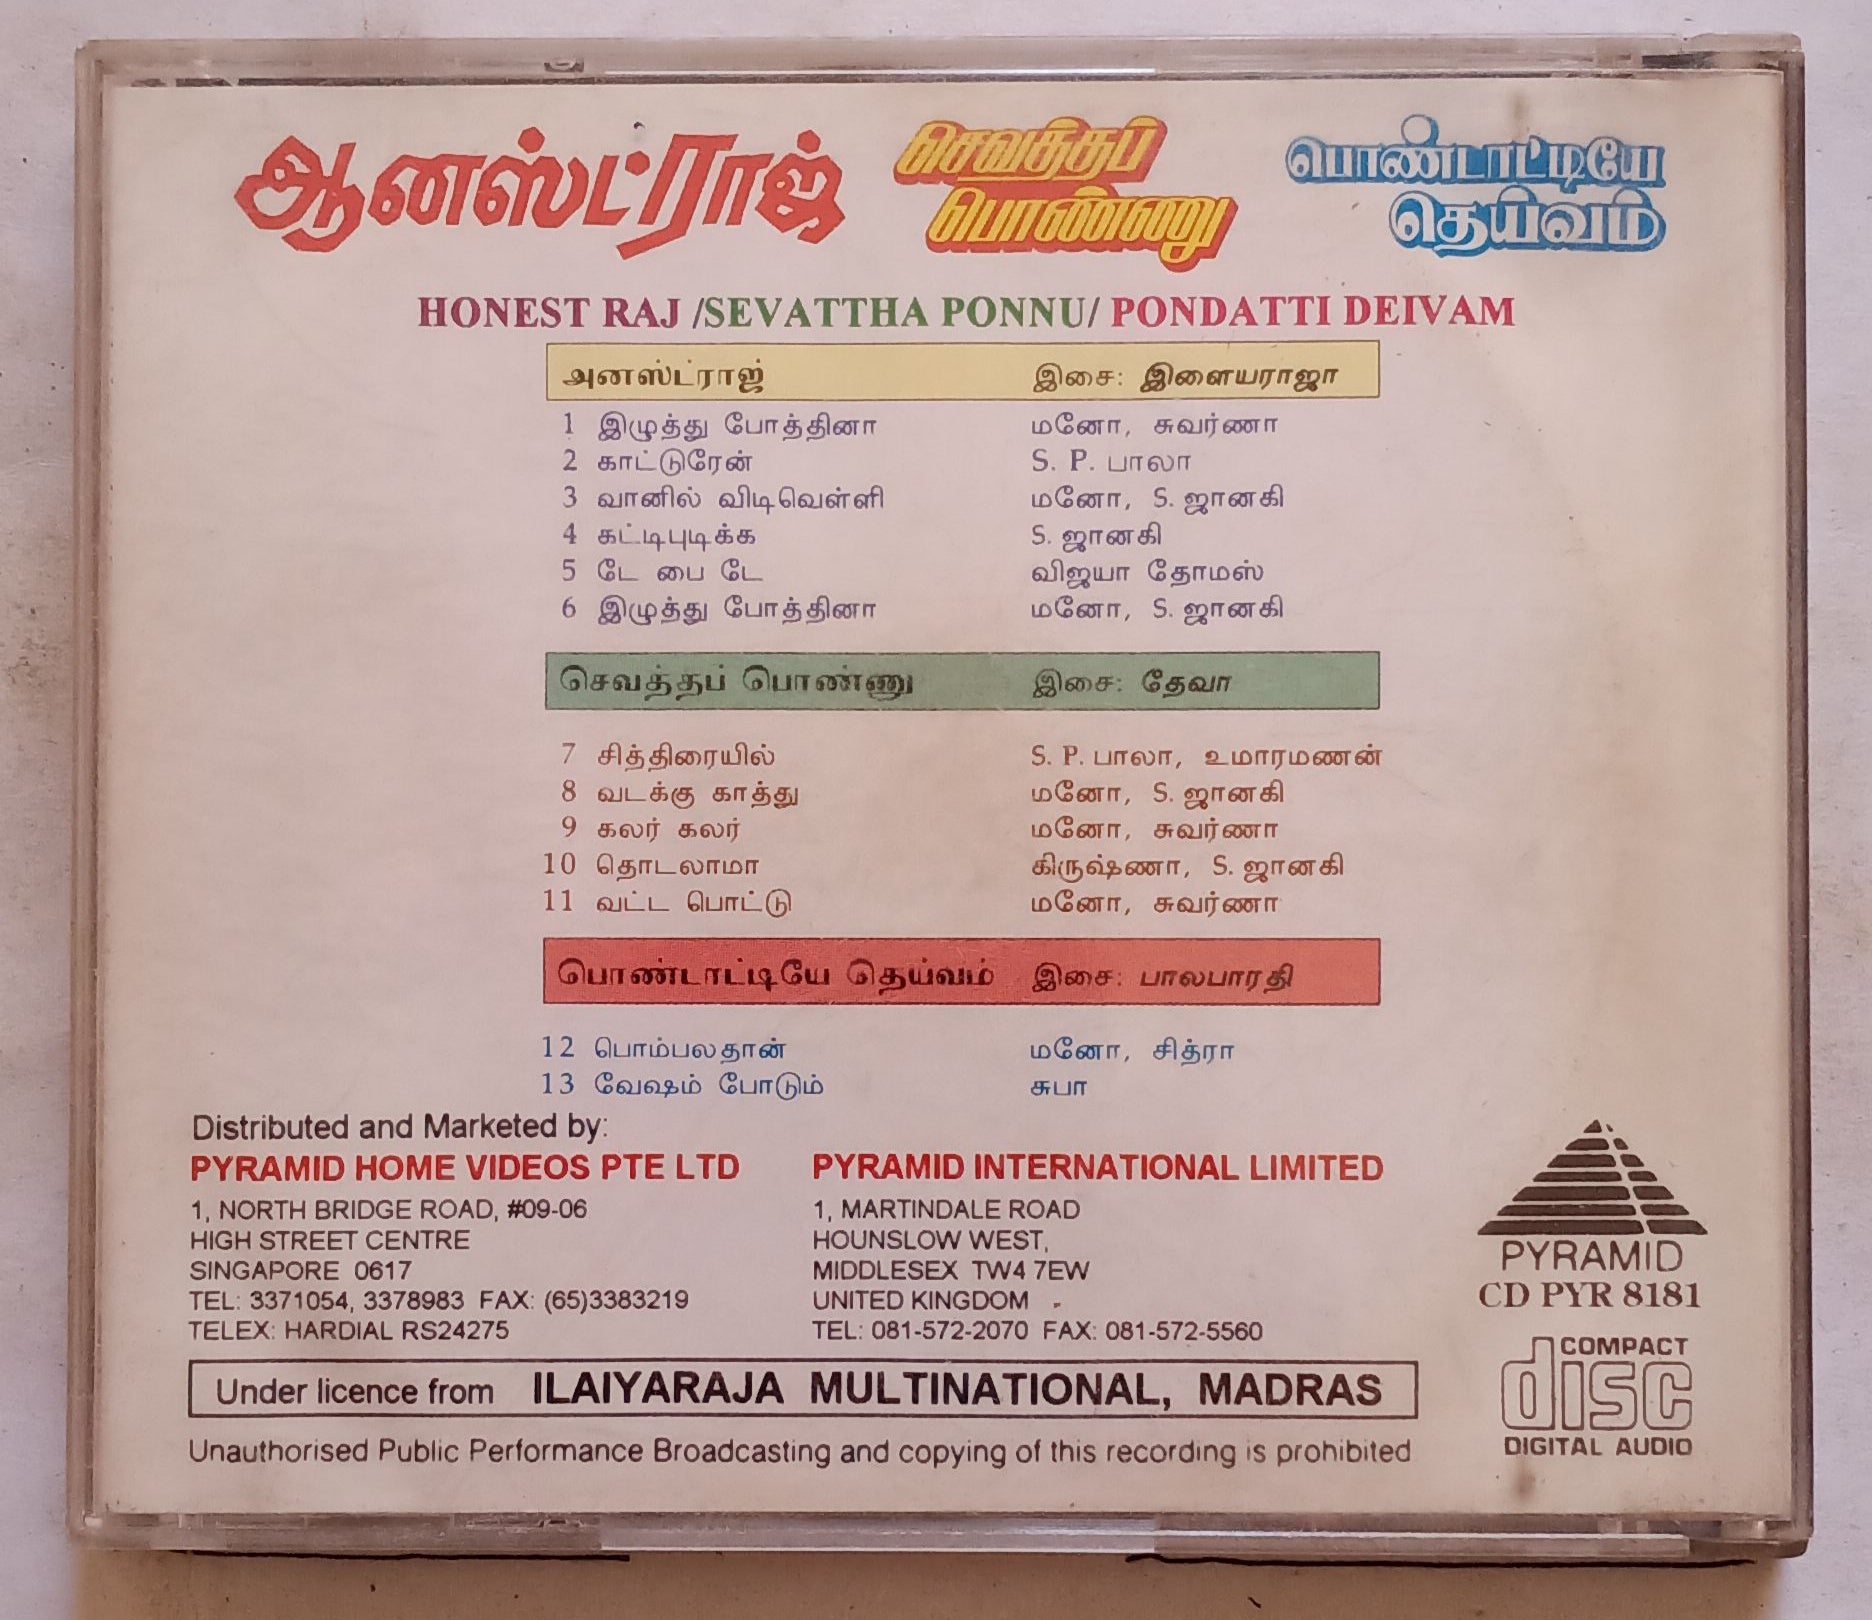 ஆனஸ்ட்ராஜ்
செவத்தப்
பொண்ணு
பொண்டாட்டியே
தெய்வம்
HONEST RAJ /SEVATTHA PONNU/ PONDATTI DEIVAM
அனஸ்ட்ராஜ் இசை: இளையராஜா
1 இழுத்து போத்தினா மனோ, சுவர்ணா
2 காட்டுரேன் S. P. பாலா
3 வானில் விடிவெள்ளி மனோ, S. ஜானகி
4 கட்டிபுடிக்க S. ஜானகி
5 டே பை டே விஜயா தோமஸ்
6 இழுத்து போத்தினா மனோ, S. ஜானகி
செவத்தப் பொண்ணு இசை: தேவா
7 சித்திரையில் S. P. பாலா, உமாரமணன்
8 வடக்கு காத்து மனோ, S. ஜானகி
9 கலர் கலர் மனோ, சுவர்ணா
10 தொடலாமா கிருஷ்ணா, S. ஜானகி
11 வட்ட பொட்டு மனோ, சுவர்ணா
பொண்டாட்டியே தெய்வம் இசை: பாலபாரதி
12 பொம்பலதான் மனோ, சித்ரா
13 வேஷம் போடும் சுபா
Distributed and Marketed by:
PYRAMID HOME VIDEOS PTE LTD
1, NORTH BRIDGE ROAD, #09-06
HIGH STREET CENTRE
SINGAPORE 0617
TEL: 3371054, 3378983 FAX: (65)3383219
TELEX: HARDIAL RS24275
PYRAMID INTERNATIONAL LIMITED
1, MARTINDALE ROAD
HOUNSLOW WEST,
MIDDLESEX TW4 7EW
UNITED KINGDOM
TEL: 081-572-2070 FAX: 081-572-5560
PYRAMID
CD PYR 8181
COMPACT
disc
DIGITAL AUDIO
Under licence from ILAIYARAJA MULTINATIONAL, MADRAS
Unauthorised Public Performance Broadcasting and copying of this recording is prohibited